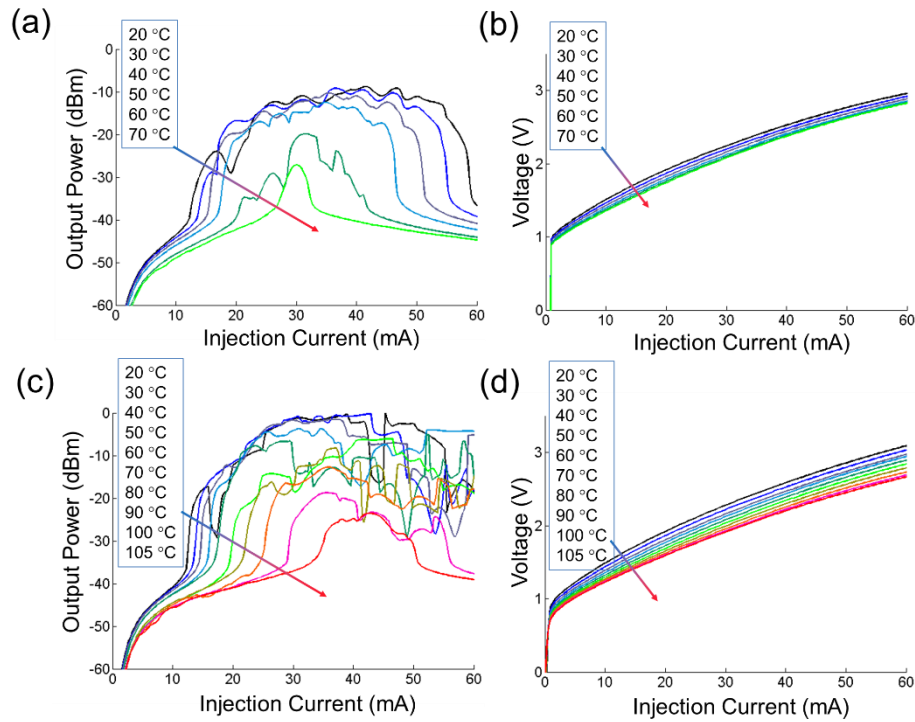 (a)
20 °C
30 °C
40 °C
50 °C
60 °C
70 °C
0
-10
-20
-30
-40
-50
-60
Output Power (dBm)
0 10 20 30 40 50 60
Injection Current (mA)
(b)
20 °C
30 °C
40 °C
50 °C
60 °C
70 °C
3
2
1
0
Voltage (V)
0 10 20 30 40 50 60
Injection Current (mA)
(c)
20 °C
30 °C
40 °C
50 °C
60 °C
70 °C
80 °C
90 °C
100 °C
105 °C
0
-10
-20
-30
-40
-50
-60
Output Power (dBm)
0 10 20 30 40 50 60
Injection Current (mA)
(d)
20 °C
30 °C
40 °C
50 °C
60 °C
70 °C
80 °C
90 °C
100 °C
105 °C
3
2
1
0
Voltage (V)
0 10 20 30 40 50 60
Injection Current (mA)